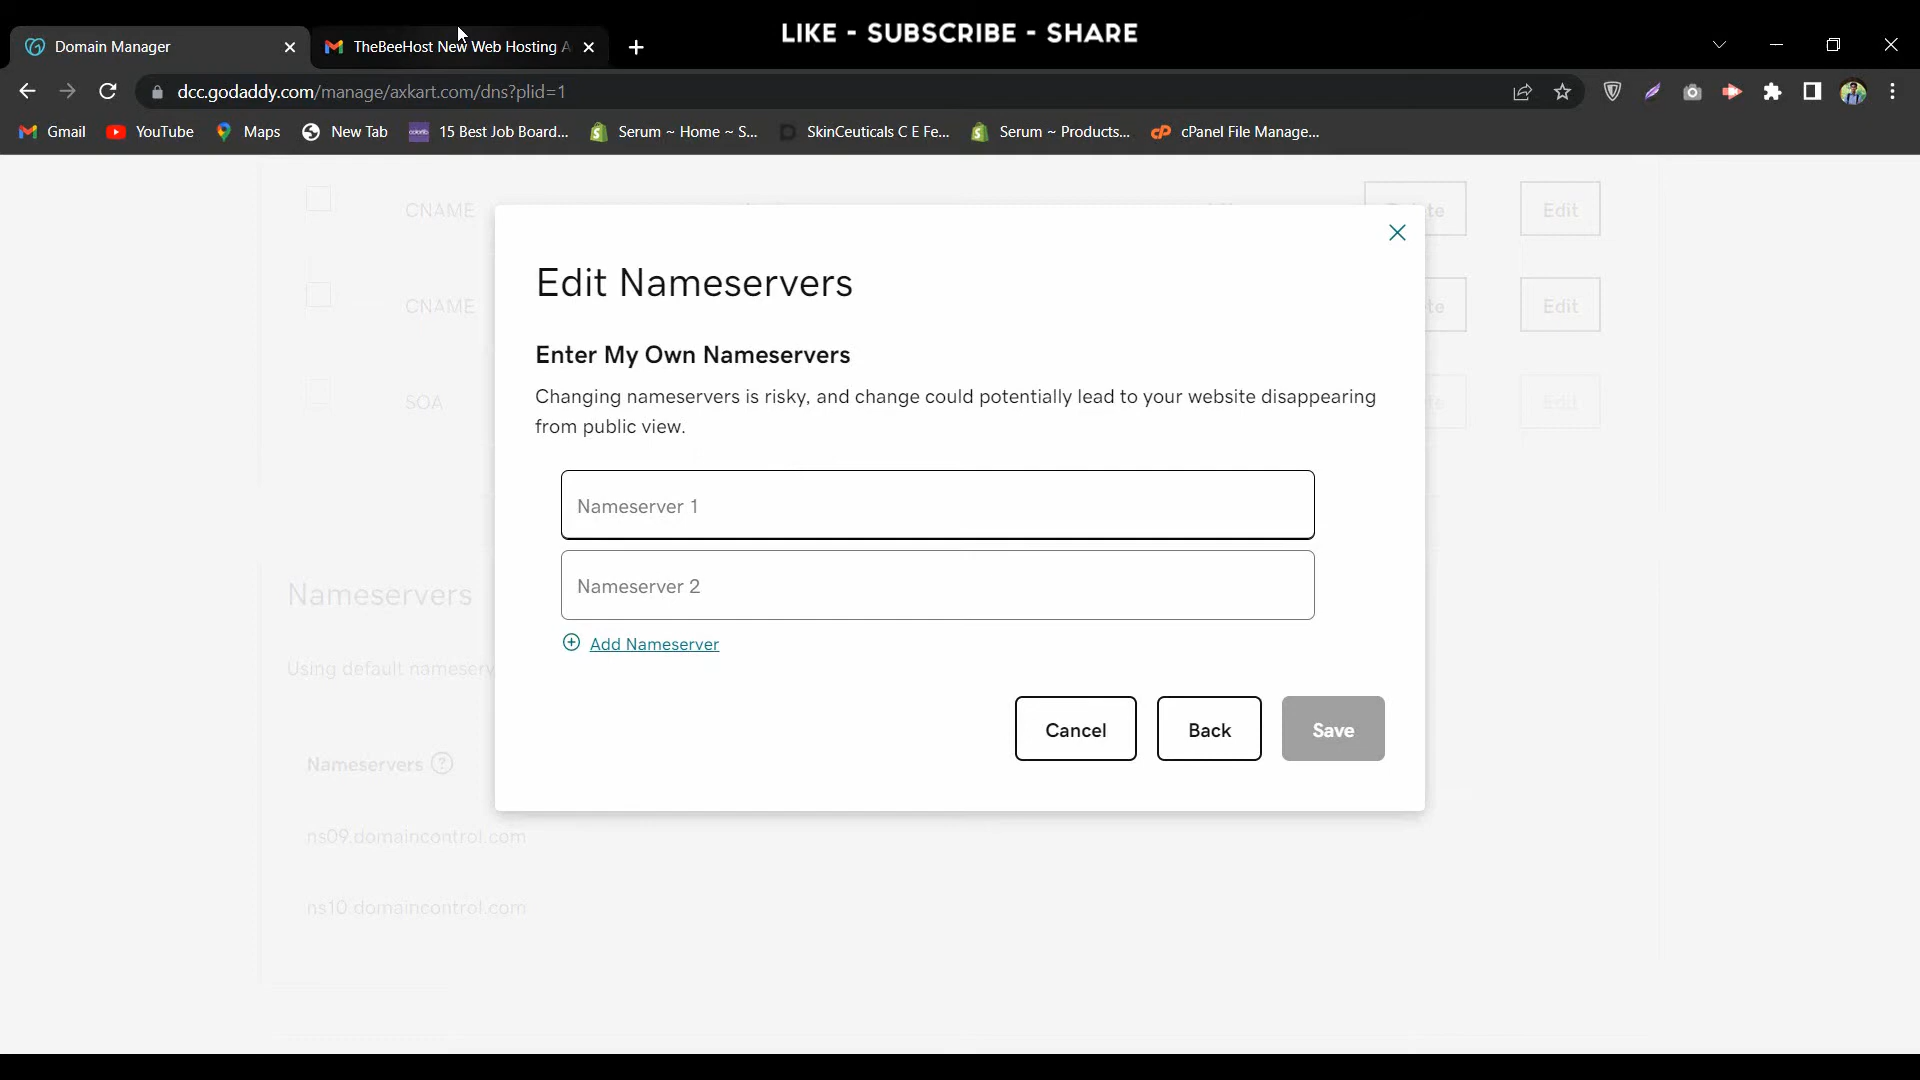 LIKE - SUBSCRIBE - SHARE
Domain Manager
TheBeeHost New Web Hosting A
dcc.godaddy.com/manage/axkart.com/dns?plid=1
Gmail
YouTube
Maps
New Tab
15 Best Job Board...
Serum ~ Home ~ S...
SkinCeuticals C E Fe...
Serum ~ Products...
cPanel File Manage...
CNAME
Edit
CNAME
Edit
SOA
Edit
Edit Nameservers
Enter My Own Nameservers
Changing nameservers is risky, and change could potentially lead to your website disappearing
from public view.
Nameserver 1
Nameserver 2
Add Nameserver
Cancel
Back
Save
Nameservers
Using default nameserv
Nameservers
ns09.domaincontrol.com
ns10.domaincontrol.com